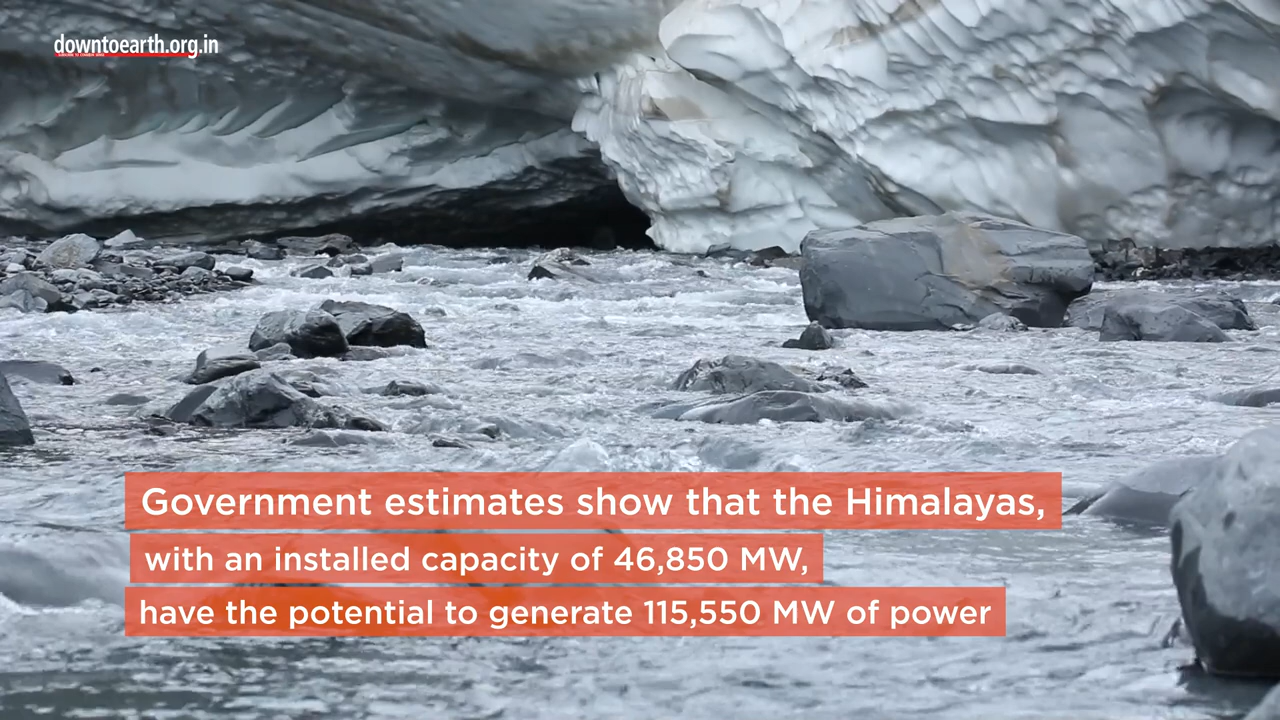 downtoearth.org.in
Government estimates show that the Himalayas,
with an installed capacity of 46,850 MW,
have the potential to generate 115,550 MW of power